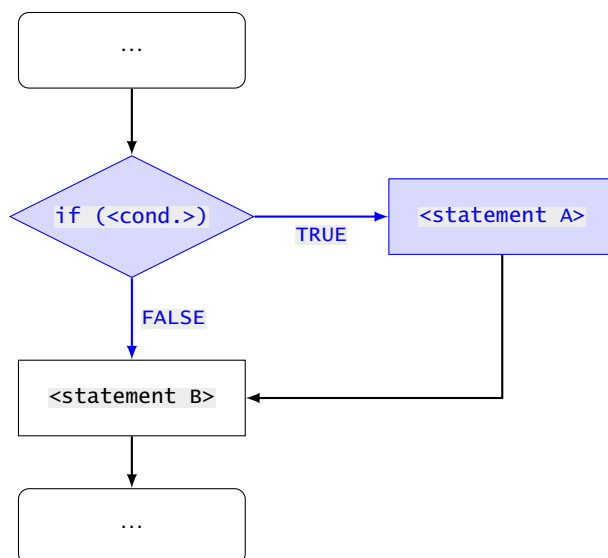 ...
if (<cond.>)
<statement A>
TRUE
FALSE
<statement B>
...